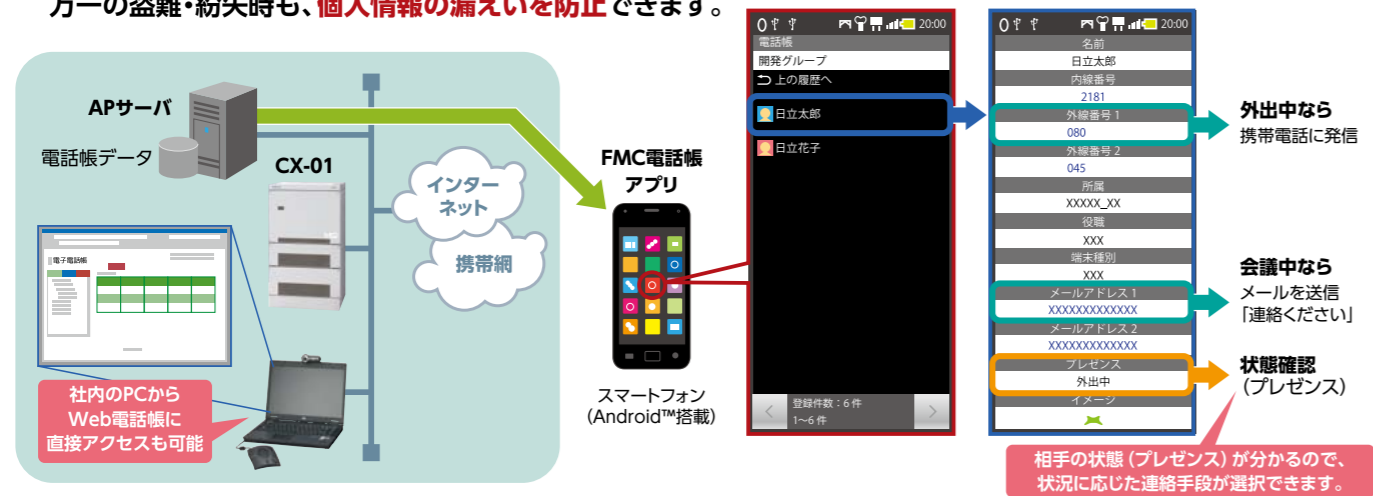 万一の盗難・紛失時も、個人情報の漏えいを防止できます。
APサーバ
電話帳データ
CX-01
インター
ネット
携帯網
電子電話帳
社内のPCから
Web電話帳に
直接アクセスも可能
FMC電話帳
アプリ
スマートフォン
(Android™搭載)
20:00
電話帳
開発グループ
上の履歴へ
日立太郎
日立花子
登録件数：6件
1〜6件
20:00
名前
日立太郎
内線番号
2181
外線番号1
080
外線番号2
045
所属
XXXXX_XX
役職
XXX
端末種別
XXX
メールアドレス1
XXXXXXXXXXXXX
メールアドレス2
XXXXXXXXXXXXX
プレゼンス
外出中
イメージ
外出中なら
携帯電話に発信
会議中なら
メールを送信
「連絡ください」
状態確認
(プレゼンス)
相手の状態(プレゼンス)が分かるので、
状況に応じた連絡手段が選択できます。